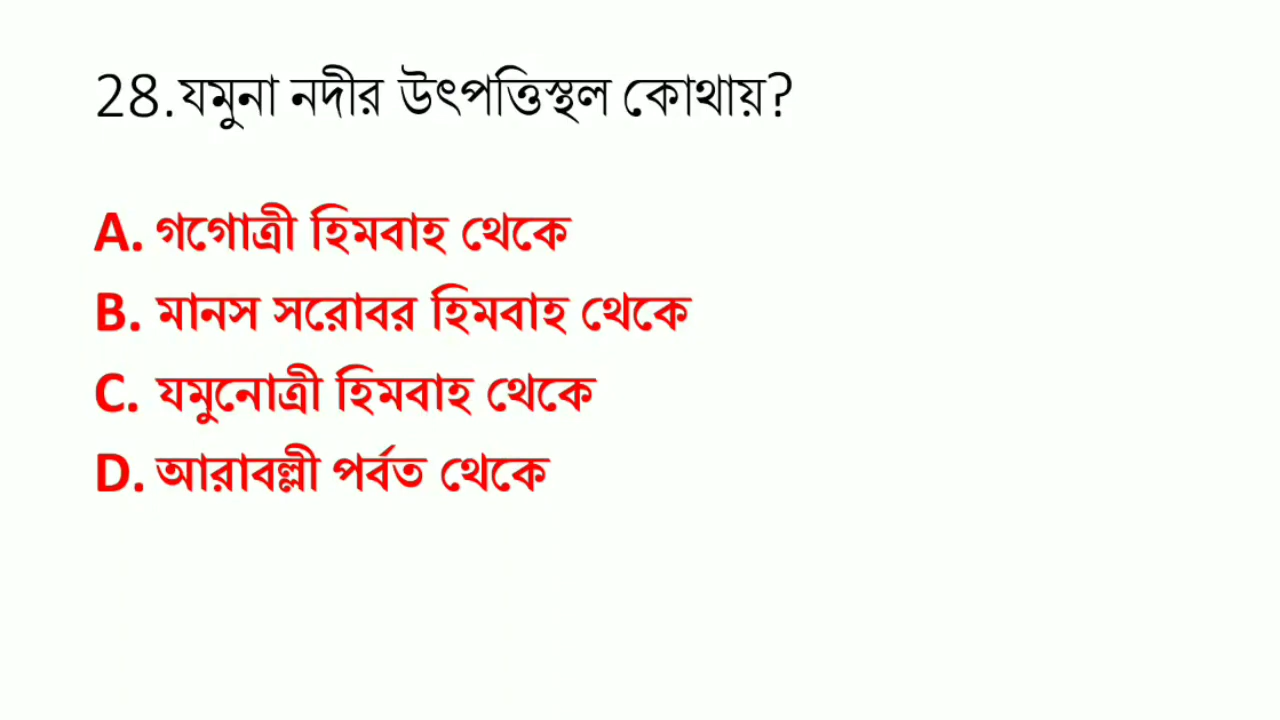 28.যমুনা নদীর উৎপত্তিস্থল কোথায়?
A. গগোত্রী হিমবাহ থেকে
B. মানস সরোবর হিমবাহ থেকে
C. যমুনোত্রী হিমবাহ থেকে
D. আরাবল্লী পর্বত থেকে